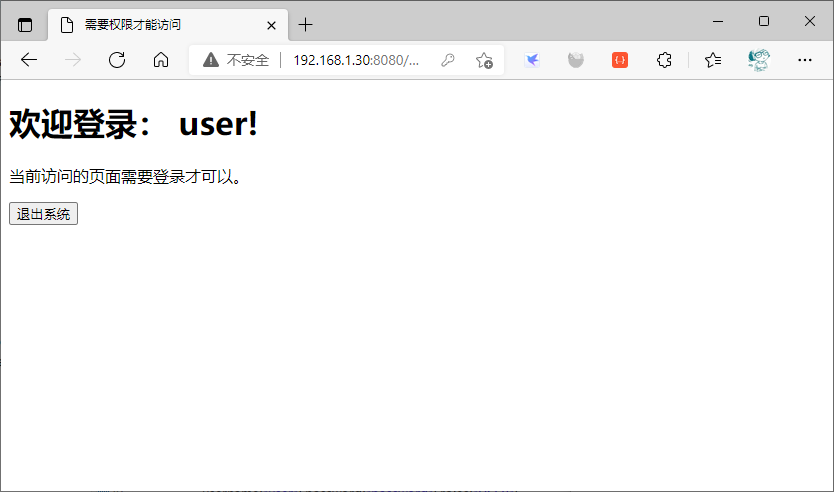 需要权限才能访问
不安全
192.168.1.30:8080/...
欢迎登录： user!
当前访问的页面需要登录才可以。
退出系统